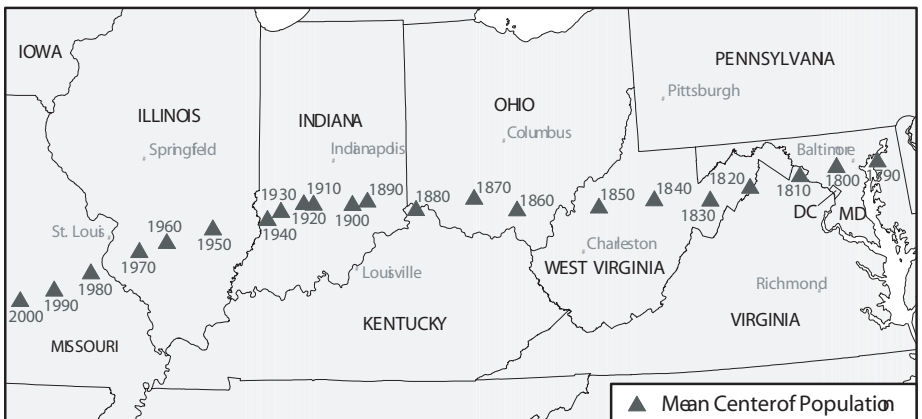 IOWA
PENNSYLVANIA
Pittsburgh
ILLINOIS
INDIANA
OHIO
Columbus
Springfeld
Indianapolis
Baltimore
1930
1910
1890
1880
1870
1860
1850
1840
1820
1810
1800
1790
1920
1900
1830
1940
DC
MD
1960
1950
St. Louis
1970
Charleston
WEST VIRGINIA
Louisville
1980
1990
2000
Richmond
KENTUCKY
VIRGINIA
MISSOURI
Mean Center of Population